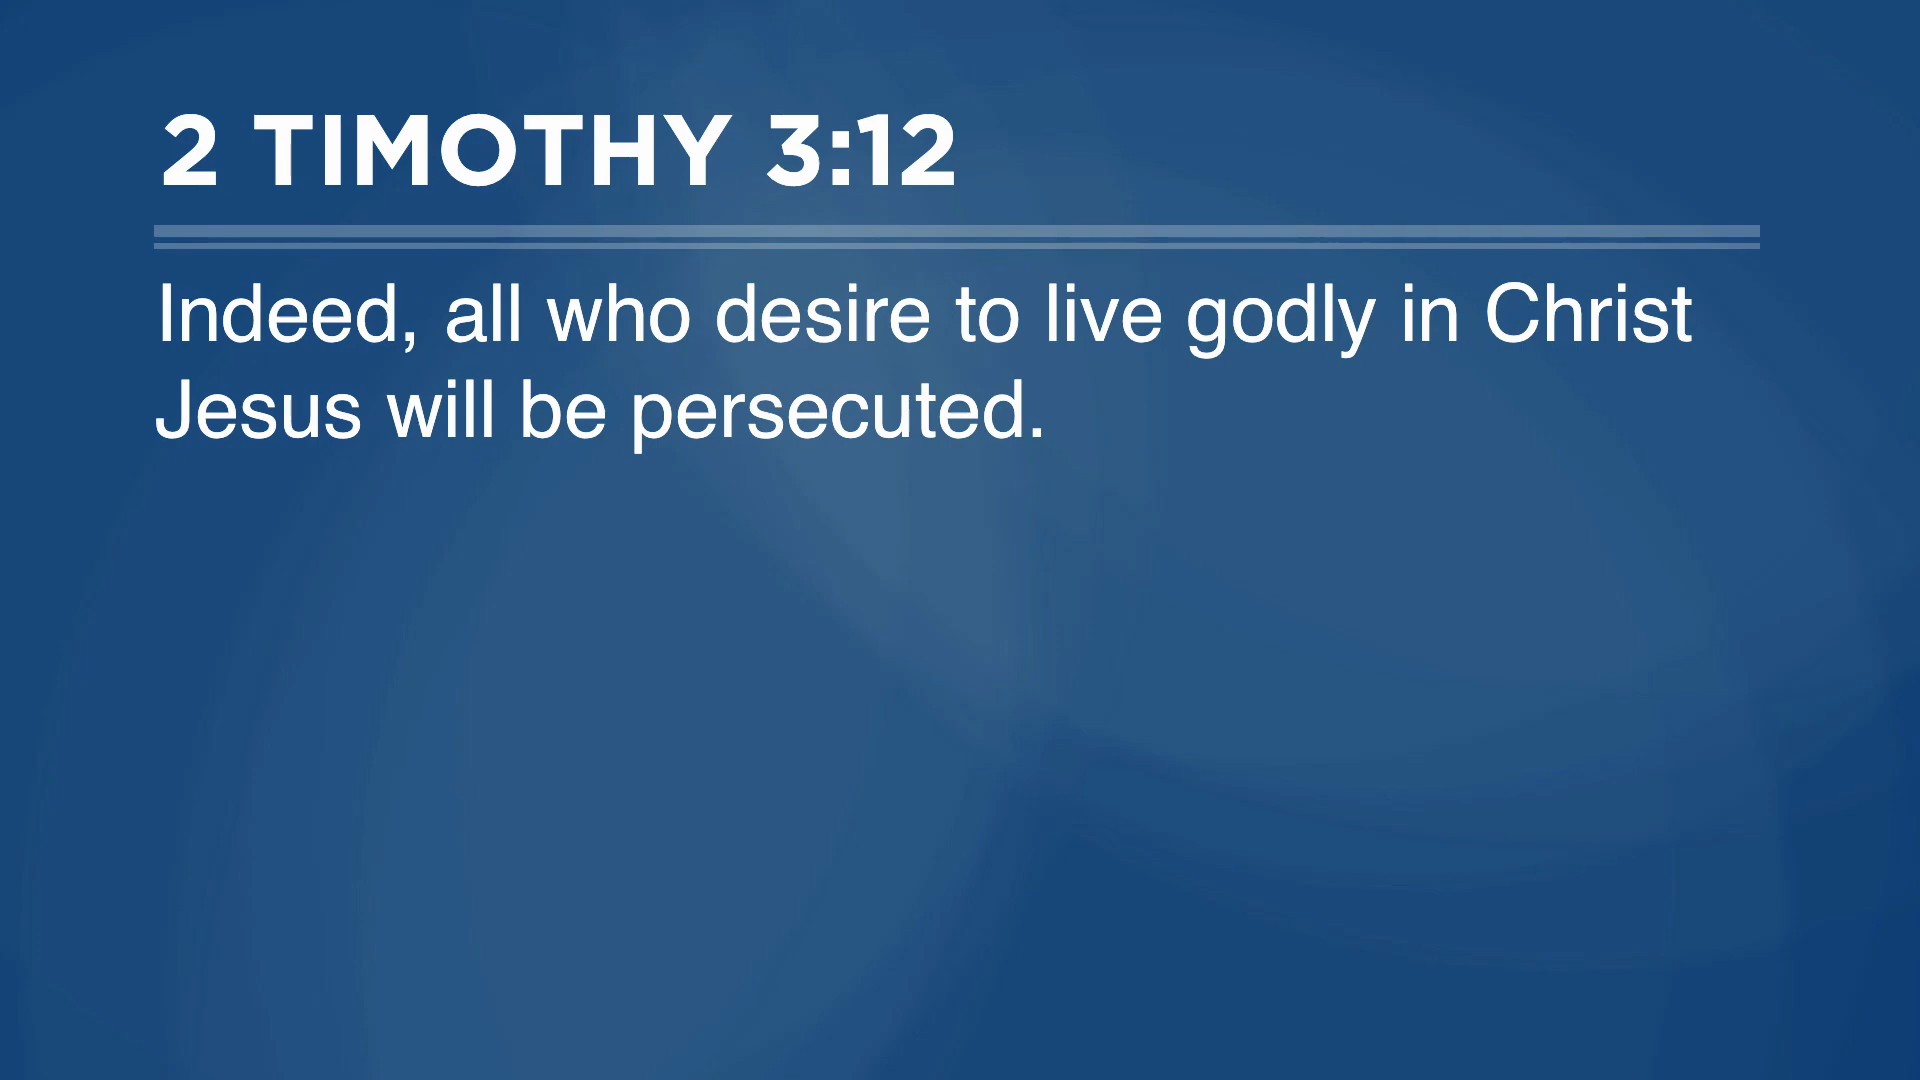 2 TIMOTHY 3:12
Indeed, all who desire to live godly in Christ
Jesus will be persecuted.